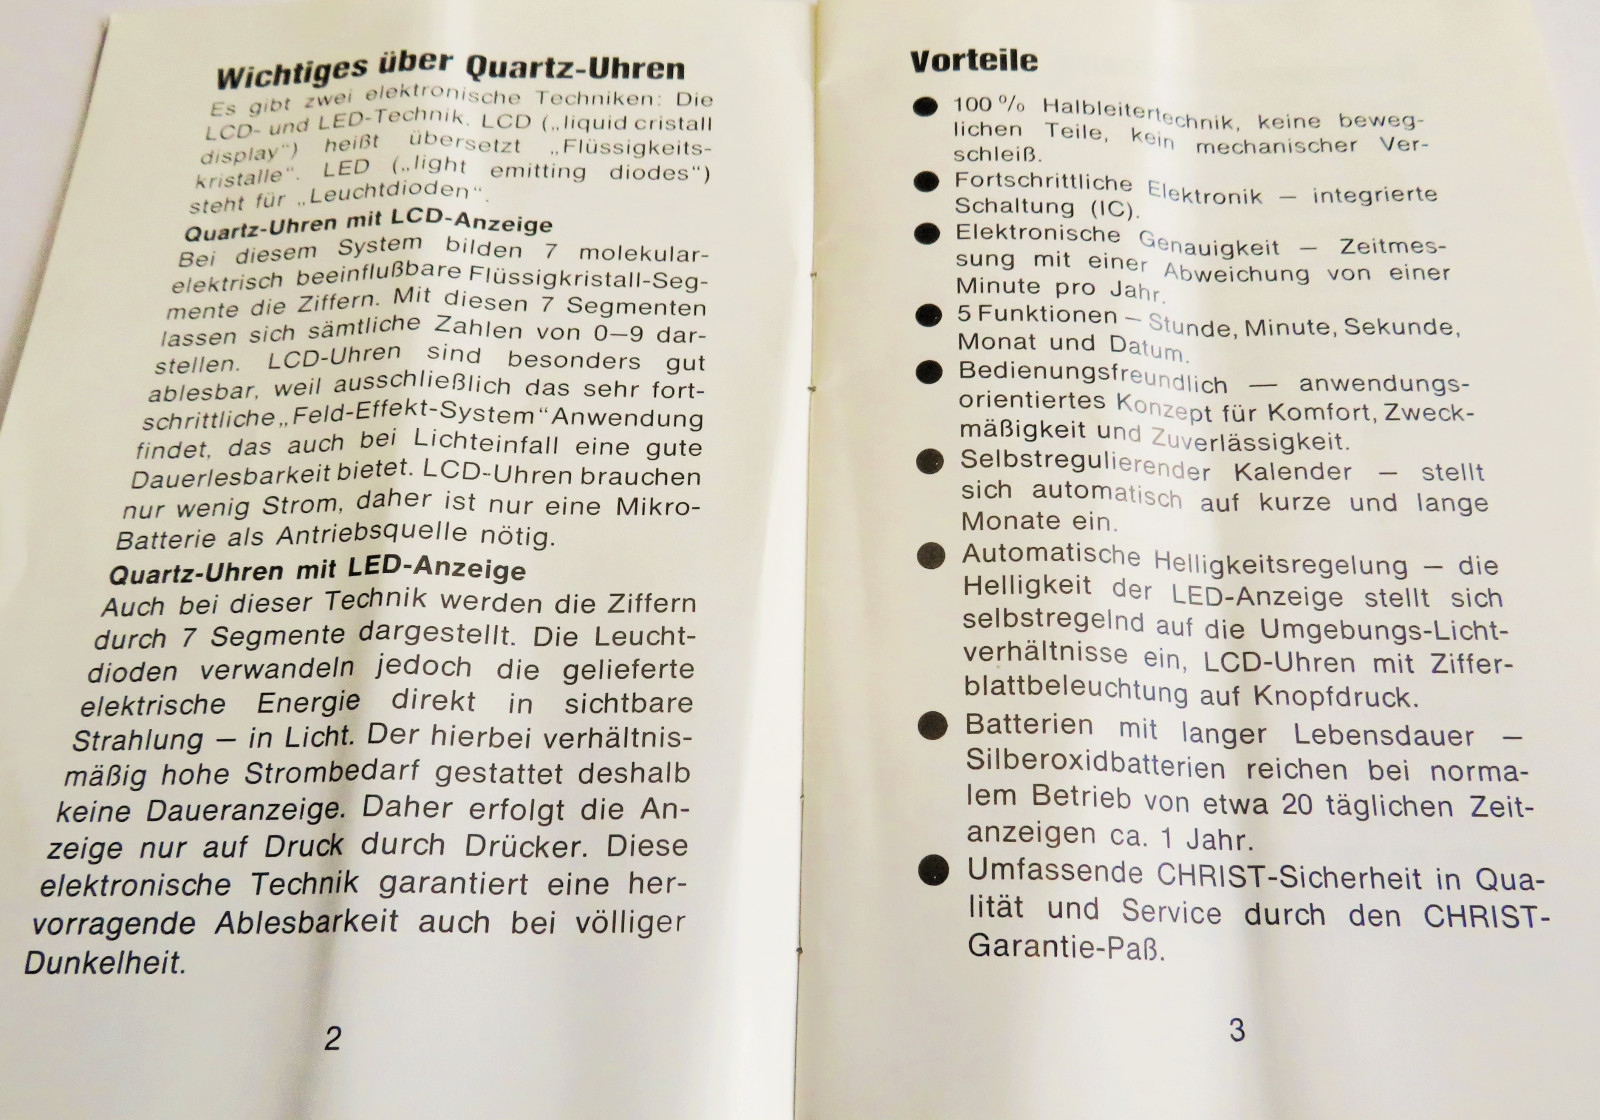 Wichtiges über Quartz-Uhren
Es gibt zwei elektronische Techniken: Die
LCD- und LED-Technik. LCD („liquid cristall
display“) heißt übersetzt „Flüssigkeits-
kristalle“. LED („light emitting diodes“)
steht für „Leuchtdioden“.
Quartz-Uhren mit LCD-Anzeige
Bei diesem System bilden 7 molekular-
elektrisch beeinflußbare Flüssigkristall-Seg-
mente die Ziffern. Mit diesen 7 Segmenten
lassen sich sämtliche Zahlen von 0–9 dar-
stellen. LCD-Uhren sind besonders gut
ablesbar, weil ausschließlich das sehr fort-
schrittliche „Feld-Effekt-System“ Anwendung
findet, das auch bei Lichteinfall eine gute
Dauerlesbarkeit bietet. LCD-Uhren brauchen
nur wenig Strom, daher ist nur eine Mikro-
Batterie als Antriebsquelle nötig.
Quartz-Uhren mit LED-Anzeige
Auch bei dieser Technik werden die Ziffern
durch 7 Segmente dargestellt. Die Leucht-
dioden verwandeln jedoch die gelieferte
elektrische Energie direkt in sichtbare
Strahlung – in Licht. Der hierbei verhältnis-
mäßig hohe Strombedarf gestattet deshalb
keine Daueranzeige. Daher erfolgt die An-
zeige nur auf Druck durch Drücker. Diese
elektronische Technik garantiert eine her-
vorragende Ablesbarkeit auch bei völliger
Dunkelheit.
2
Vorteile
● 100 % Halbleitertechnik, keine beweg-
lichen Teile, kein mechanischer Ver-
schleiß.
● Fortschrittliche Elektronik – integrierte
Schaltung (IC).
● Elektronische Genauigkeit – Zeitmes-
sung mit einer Abweichung von einer
Minute pro Jahr.
● 5 Funktionen – Stunde, Minute, Sekunde,
Monat und Datum.
● Bedienungsfreundlich — anwendungs-
orientiertes Konzept für Komfort, Zweck-
mäßigkeit und Zuverlässigkeit.
● Selbstregulierender Kalender – stellt
sich automatisch auf kurze und lange
Monate ein.
● Automatische Helligkeitsregelung – die
Helligkeit der LED-Anzeige stellt sich
selbstregelnd auf die Umgebungs-Licht-
verhältnisse ein, LCD-Uhren mit Ziffer-
blattbeleuchtung auf Knopfdruck.
● Batterien mit langer Lebensdauer –
Silberoxidbatterien reichen bei norma-
lem Betrieb von etwa 20 täglichen Zeit-
anzeigen ca. 1 Jahr.
● Umfassende CHRIST-Sicherheit in Qua-
lität und Service durch den CHRIST-
Garantie-Paß.
3